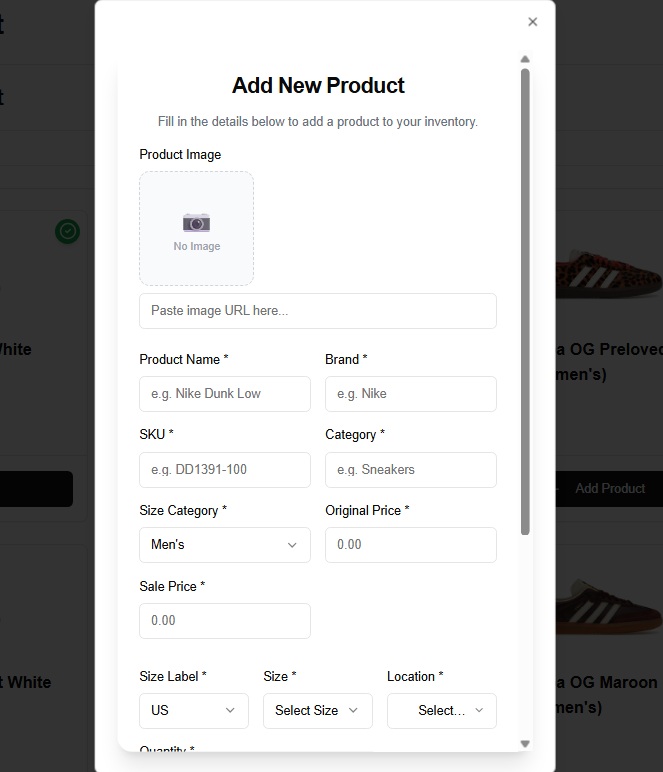 t
t
Add New Product
Fill in the details below to add a product to your inventory.
Product Image
No Image
Paste image URL here...
Product Name *
Brand *
e.g. Nike Dunk Low
e.g. Nike
SKU *
Category *
e.g. DD1391-100
e.g. Sneakers
Size Category *
Original Price *
Men's
0.00
Sale Price *
0.00
Size Label *
Size *
Location *
US
Select Size
Select...
Quantity *
White
a OG Preloved
men's)
Add Product
t White
a OG Maroon
men's)